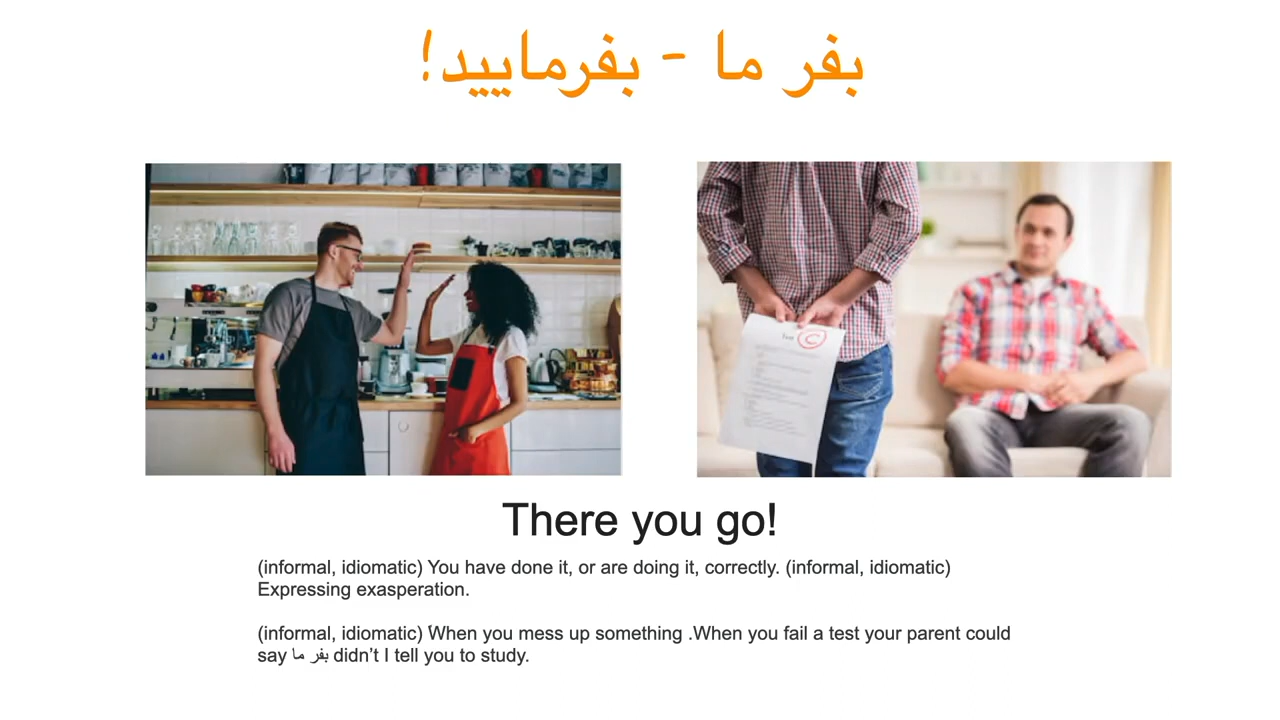 بفر ما - بفرمایید!
Test C
There you go!
(informal, idiomatic) You have done it, or are doing it, correctly. (informal, idiomatic)
Expressing exasperation.
(informal, idiomatic) When you mess up something .When you fail a test your parent could
say بفر ما didn’t I tell you to study.